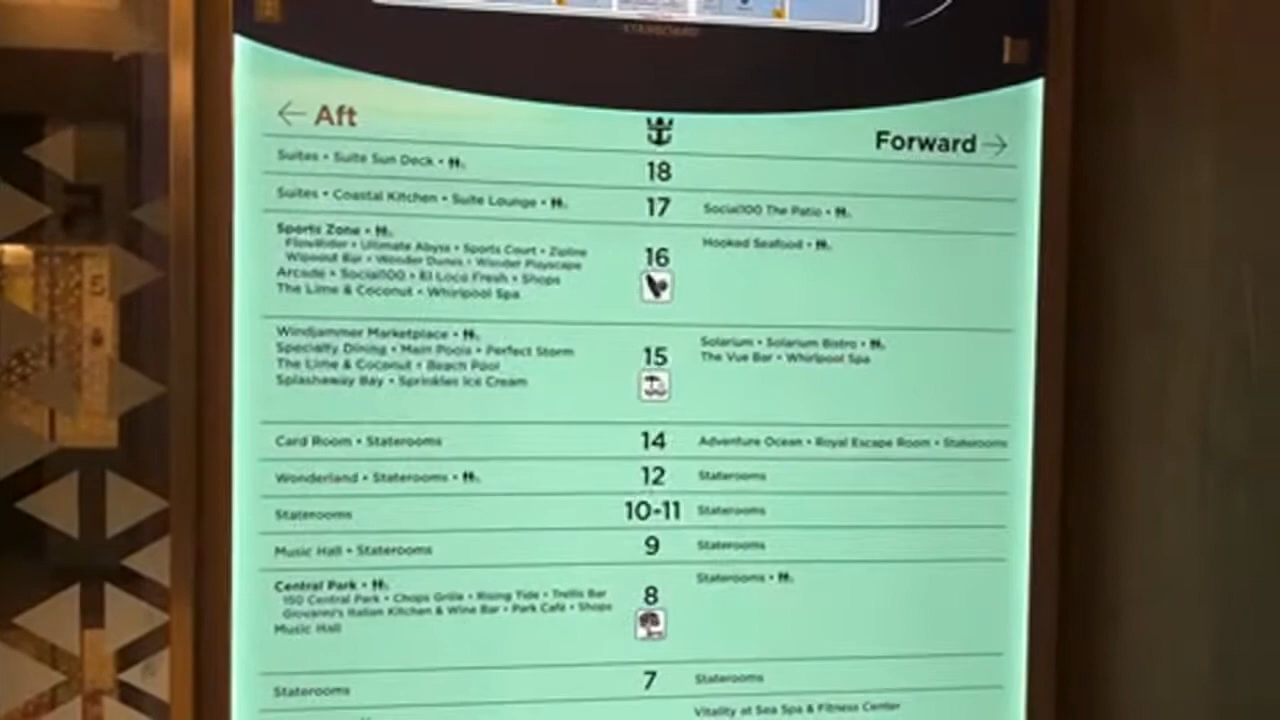 STARBOARD
← Aft
Forward →
Suites • Suite Sun Deck •
18
Suites • Coastal Kitchen • Suite Lounge •
17
Social100 The Patio •
Sports Zone •
FlowRider • Ultimate Abyss • Sports Court • Zipline
Wipeout Bar • Wonder Dunes • Wonder Playscape
Arcade • Social100 • El Loco Fresh • Shops
The Lime & Coconut • Whirlpool Spa
16
Hooked Seafood •
Windjammer Marketplace •
Specialty Dining • Main Pools • Perfect Storm
The Lime & Coconut • Beach Pool
Splashaway Bay • Sprinkles Ice Cream
15
Solarium • Solarium Bistro •
The Vue Bar • Whirlpool Spa
Card Room • Staterooms
14
Adventure Ocean • Royal Escape Room • Staterooms
Wonderland • Staterooms •
12
Staterooms
Staterooms
10-11
Staterooms
Music Hall • Staterooms
9
Staterooms
Central Park •
150 Central Park • Chops Grille • Rising Tide • Trellis Bar
Giovanni's Italian Kitchen & Wine Bar • Park Café • Shops
Music Hall
8
Staterooms •
Staterooms
7
Staterooms
Vitality at Sea Spa & Fitness Center
5